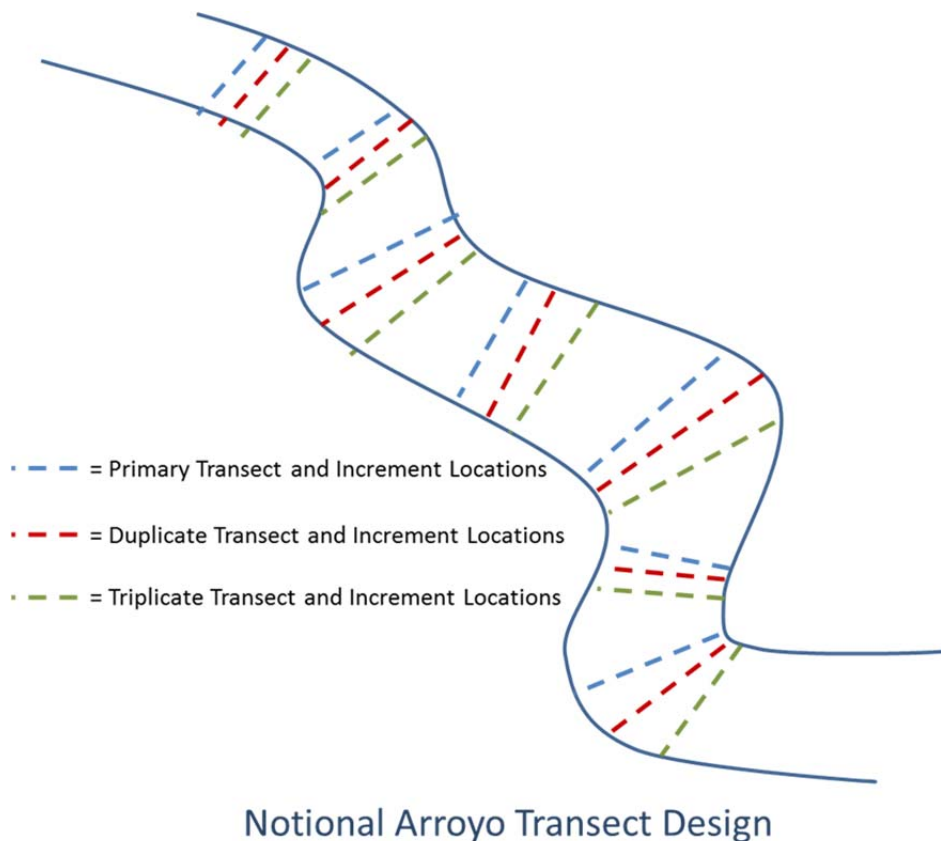 = Primary Transect and Increment Locations
= Duplicate Transect and Increment Locations
= Triplicate Transect and Increment Locations
Notional Arroyo Transect Design